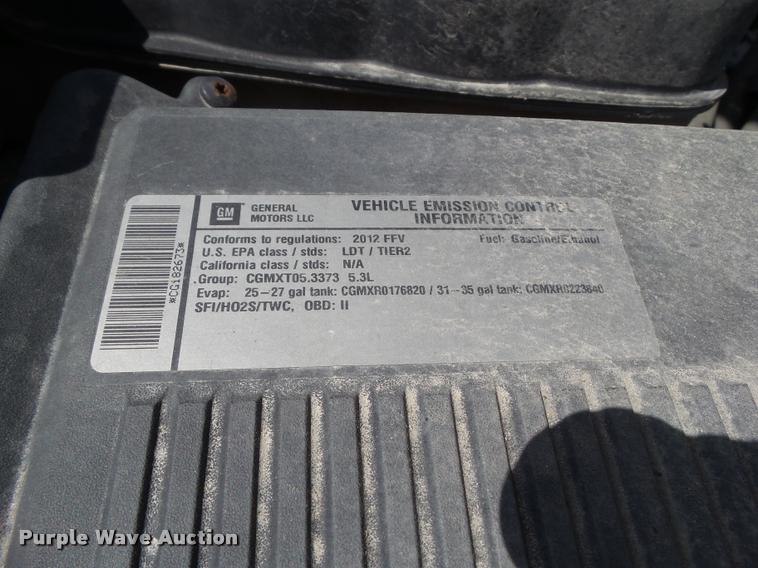 GM GENERAL MOTORS LLC
VEHICLE EMISSION CONTROL INFORMATION
Conforms to regulations: 2012 FFV Fuel: Gasoline/Ethanol
U.S. EPA class / stds: LDT / TIER2
California class / stds: N/A
Group: CGMXT05.3373 5.3L
Evap: 25-27 gal tank: CGMXR0176820 / 31-35 gal tank: CGMXR0223640
SFI/HO2S/TWC, OBD: II
*CG182673*
Purple Wave Auction